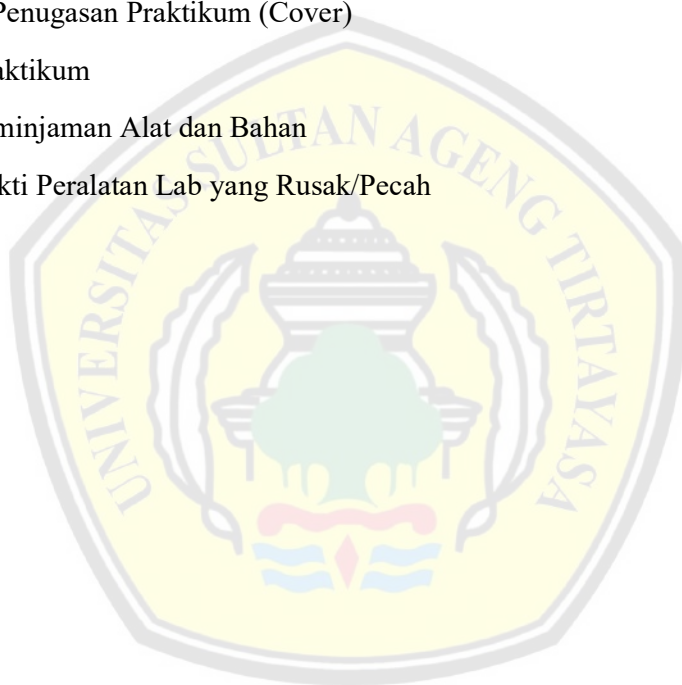 Penugasan Praktikum (Cover)
aktikum
minjaman Alat dan Bahan
kti Peralatan Lab yang Rusak/Pecah
UNIVERSITAS SULTAN AGENG TIRTAYASA